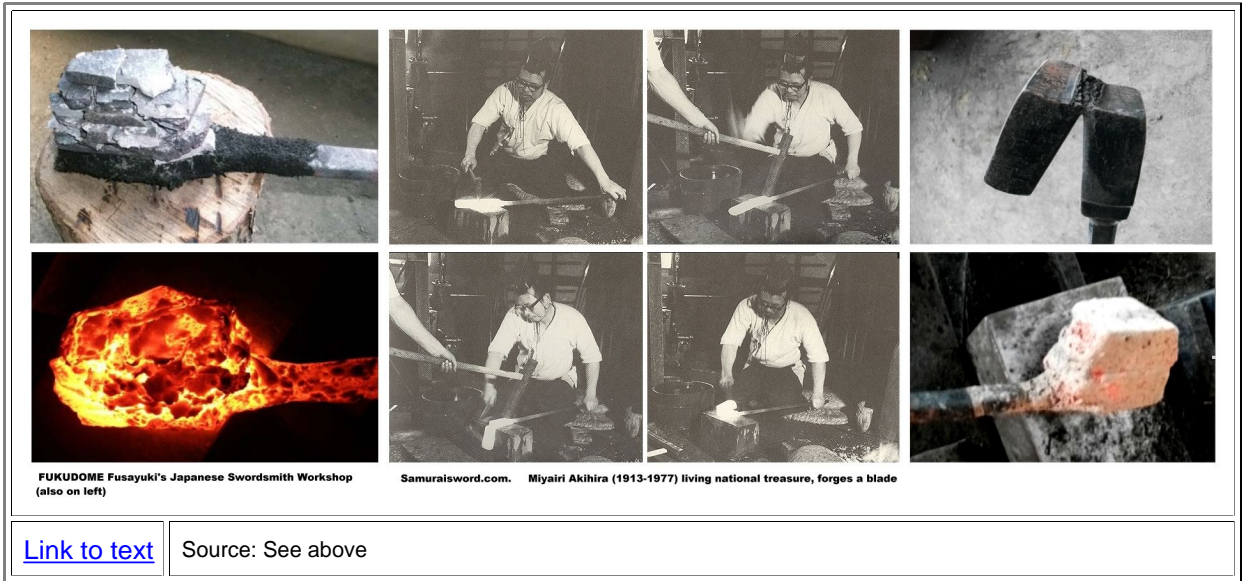 FUKUDOME Fusayuki's Japanese Swordsmith Workshop
(also on left)
Samuraisword.com. Miyairi Akihira (1913-1977) living national treasure, forges a blade
Link to text
Source: See above